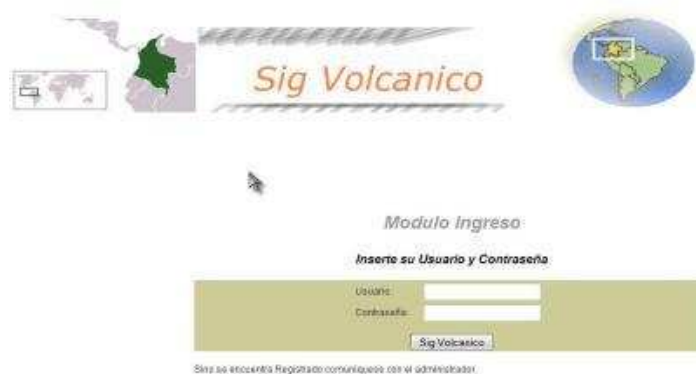 Sig Volcanico
Modulo Ingreso
Inserte su Usuario y Contraseña
Usuario:
Contraseña:
Sig Volcanico
Sino se encuentra Registrado comuniquese con el administrador.